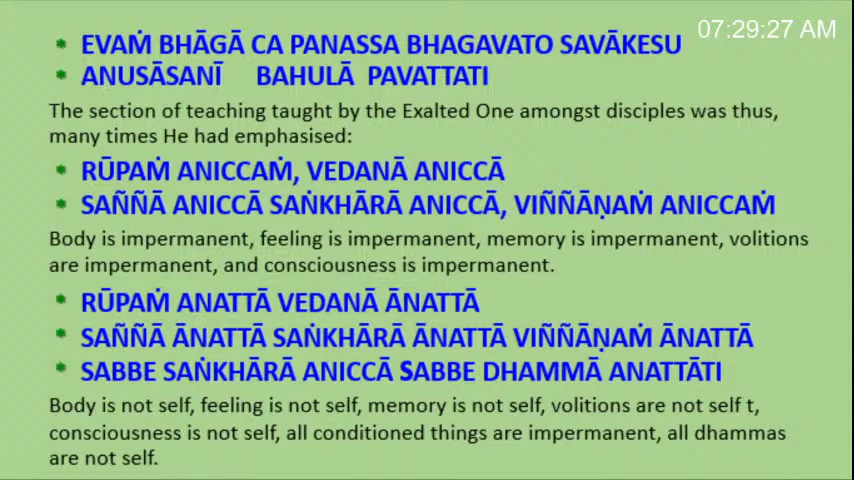 07:29:27 AM
EVAṀ BHĀGĀ CA PANASSA BHAGAVATO SAVĀKESU
ANUSĀSANĪ BAHULĀ PAVATTATI
The section of teaching taught by the Exalted One amongst disciples was thus,
many times He had emphasised:
RŪPAṀ ANICCAṀ, VEDANĀ ANICCĀ
SAÑÑĀ ANICCĀ SAṄKHĀRĀ ANICCĀ, VIÑÑĀṆAṀ ANICCAṀ
Body is impermanent, feeling is impermanent, memory is impermanent, volitions
are impermanent, and consciousness is impermanent.
RŪPAṀ ANATTĀ VEDANĀ ĀNATTĀ
SAÑÑĀ ĀNATTĀ SAṄKHĀRĀ ĀNATTĀ VIÑÑĀṆAṀ ĀNATTĀ
SABBE SAṄKHĀRĀ ANICCĀ SABBE DHAMMĀ ANATTĀTI
Body is not self, feeling is not self, memory is not self, volitions are not self t,
consciousness is not self, all conditioned things are impermanent, all dhammas
are not self.